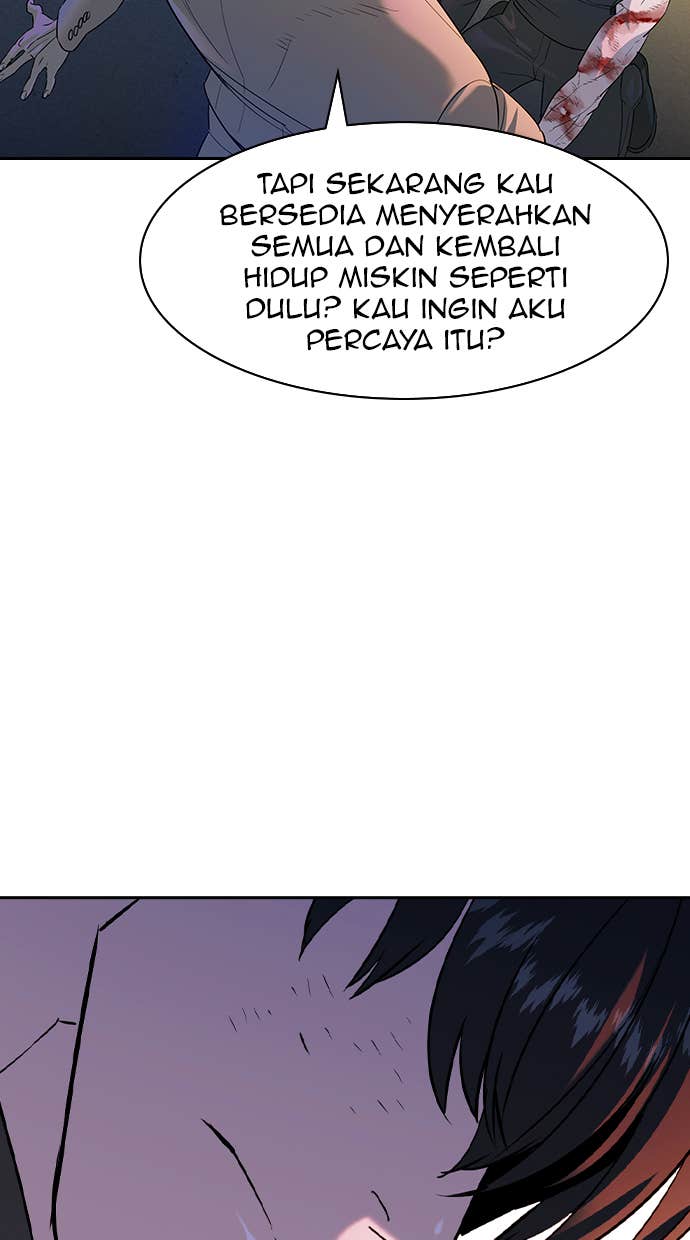 TAPI SEKARANG KAU
BERSEDIA MENYERAHKAN
SEMUA DAN KEMBALI
HIDUP MISKIN SEPERTI
DULU? KAU INGIN AKU
PERCAYA ITU?